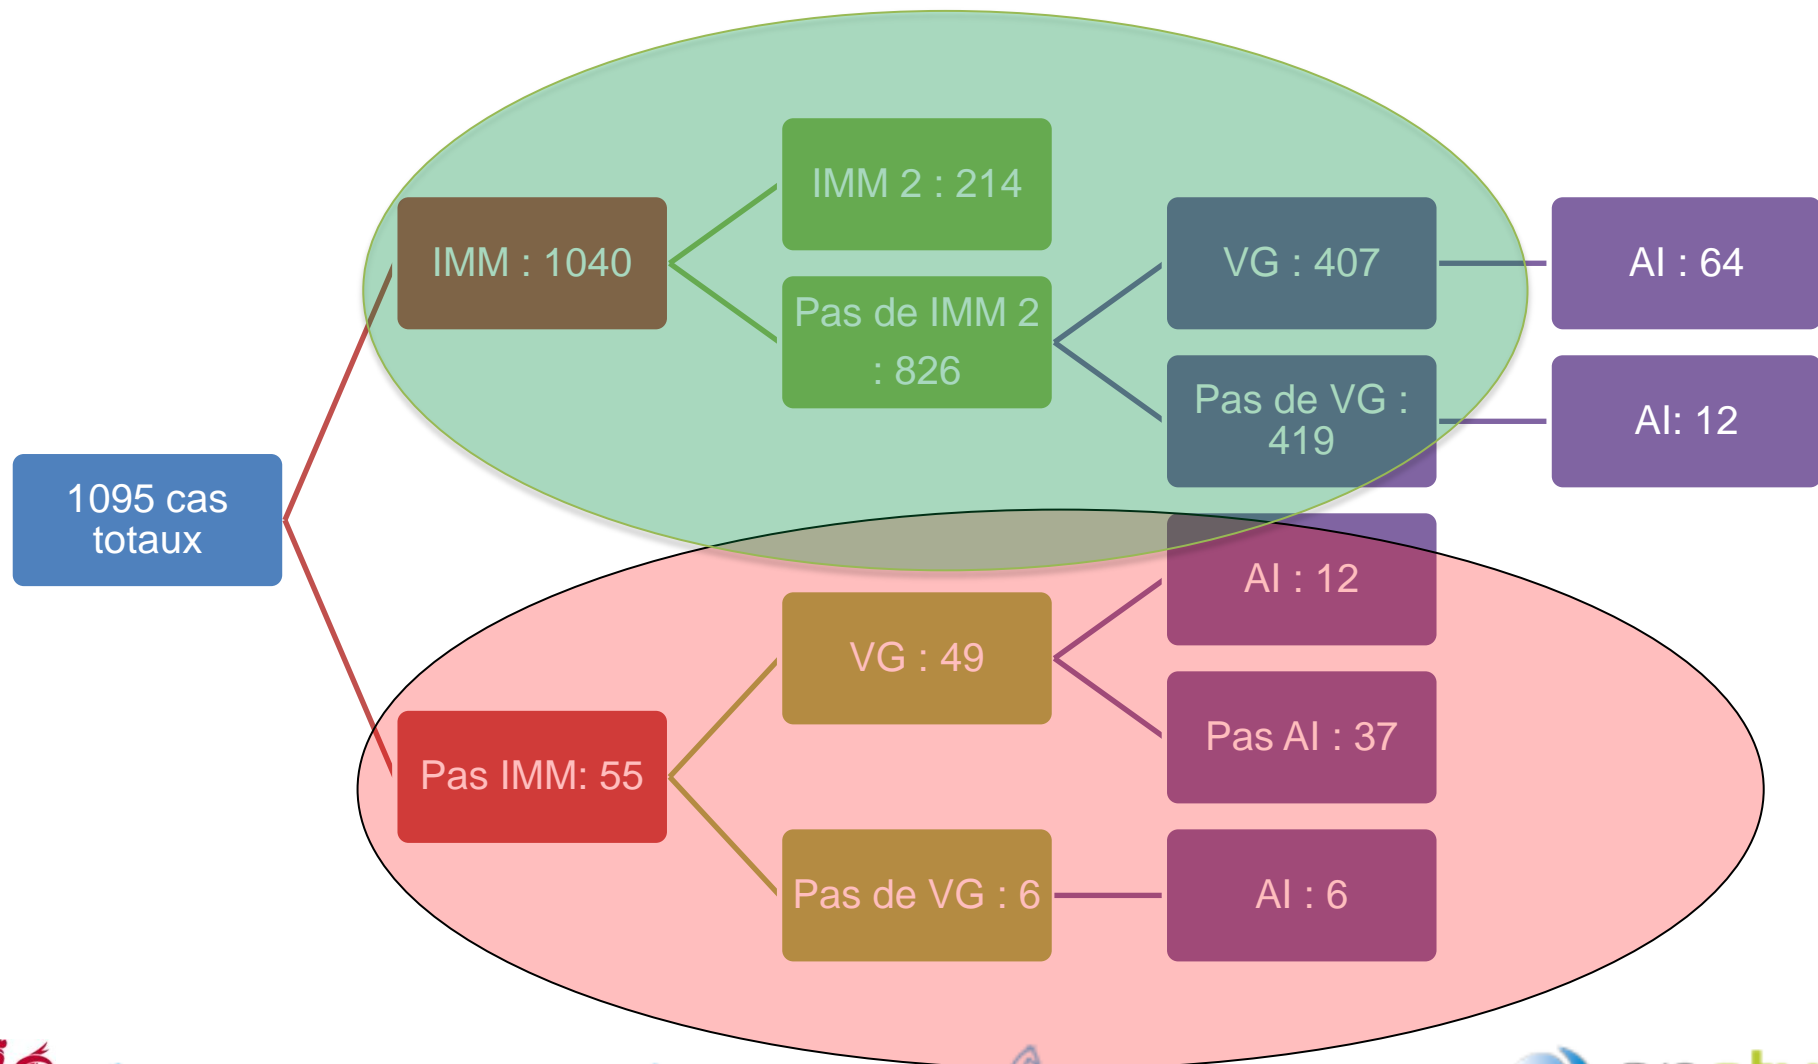 1095 cas
totaux
IMM : 1040
IMM 2 : 214
Pas de IMM 2
: 826
VG : 407
AI : 64
Pas de VG :
419
AI: 12
Pas IMM: 55
VG : 49
AI : 12
Pas AI : 37
Pas de VG : 6
AI : 6